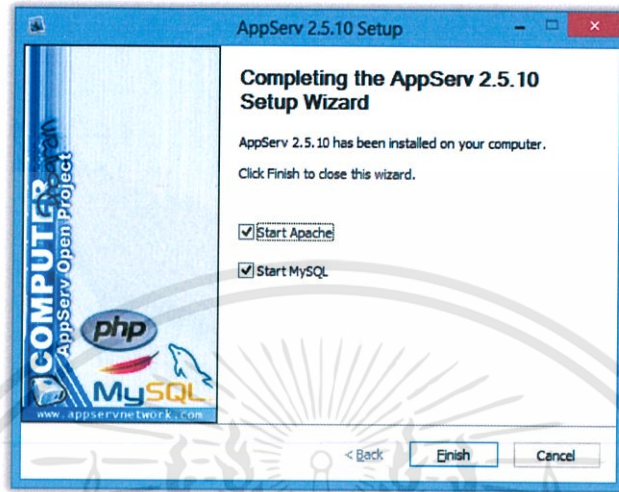 AppServ 2.5.10 Setup
Completing the AppServ 2.5.10
Setup Wizard
AppServ 2.5.10 has been installed on your computer.
Click Finish to close this wizard.
Start Apache
Start MySQL
COMPUTER
Program
AppServ Open Project
php
MySQL
www.appservnetwork.com
< Back
Finish
Cancel